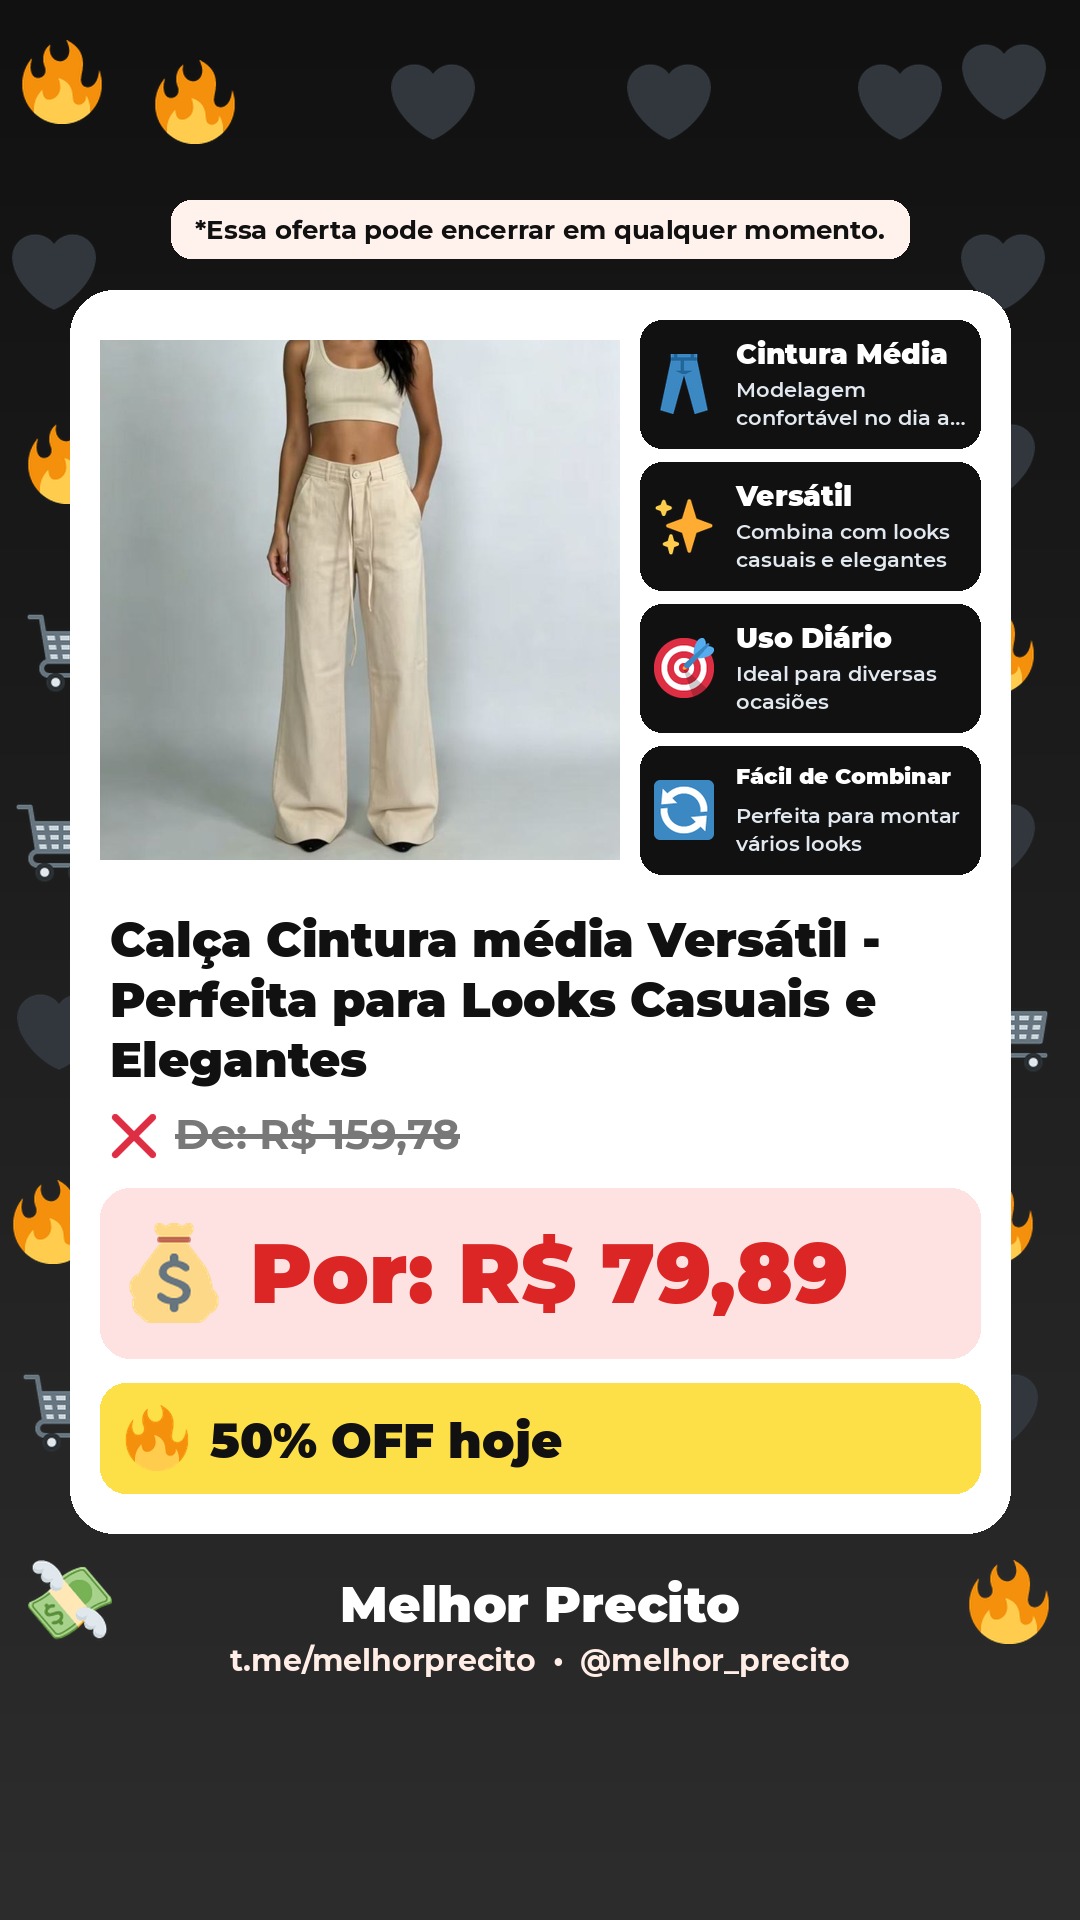 *Essa oferta pode encerrar em qualquer momento.
Cintura Média
Modelagem
confortável no dia a...
Versátil
Combina com looks
casuais e elegantes
Uso Diário
Ideal para diversas
ocasiões
Fácil de Combinar
Perfeita para montar
vários looks
Calça Cintura média Versátil -
Perfeita para Looks Casuais e
Elegantes
De: R$ 159,78
Por: R$ 79,89
50% OFF hoje
Melhor Precito
t.me/melhorprecito • @melhor_precito